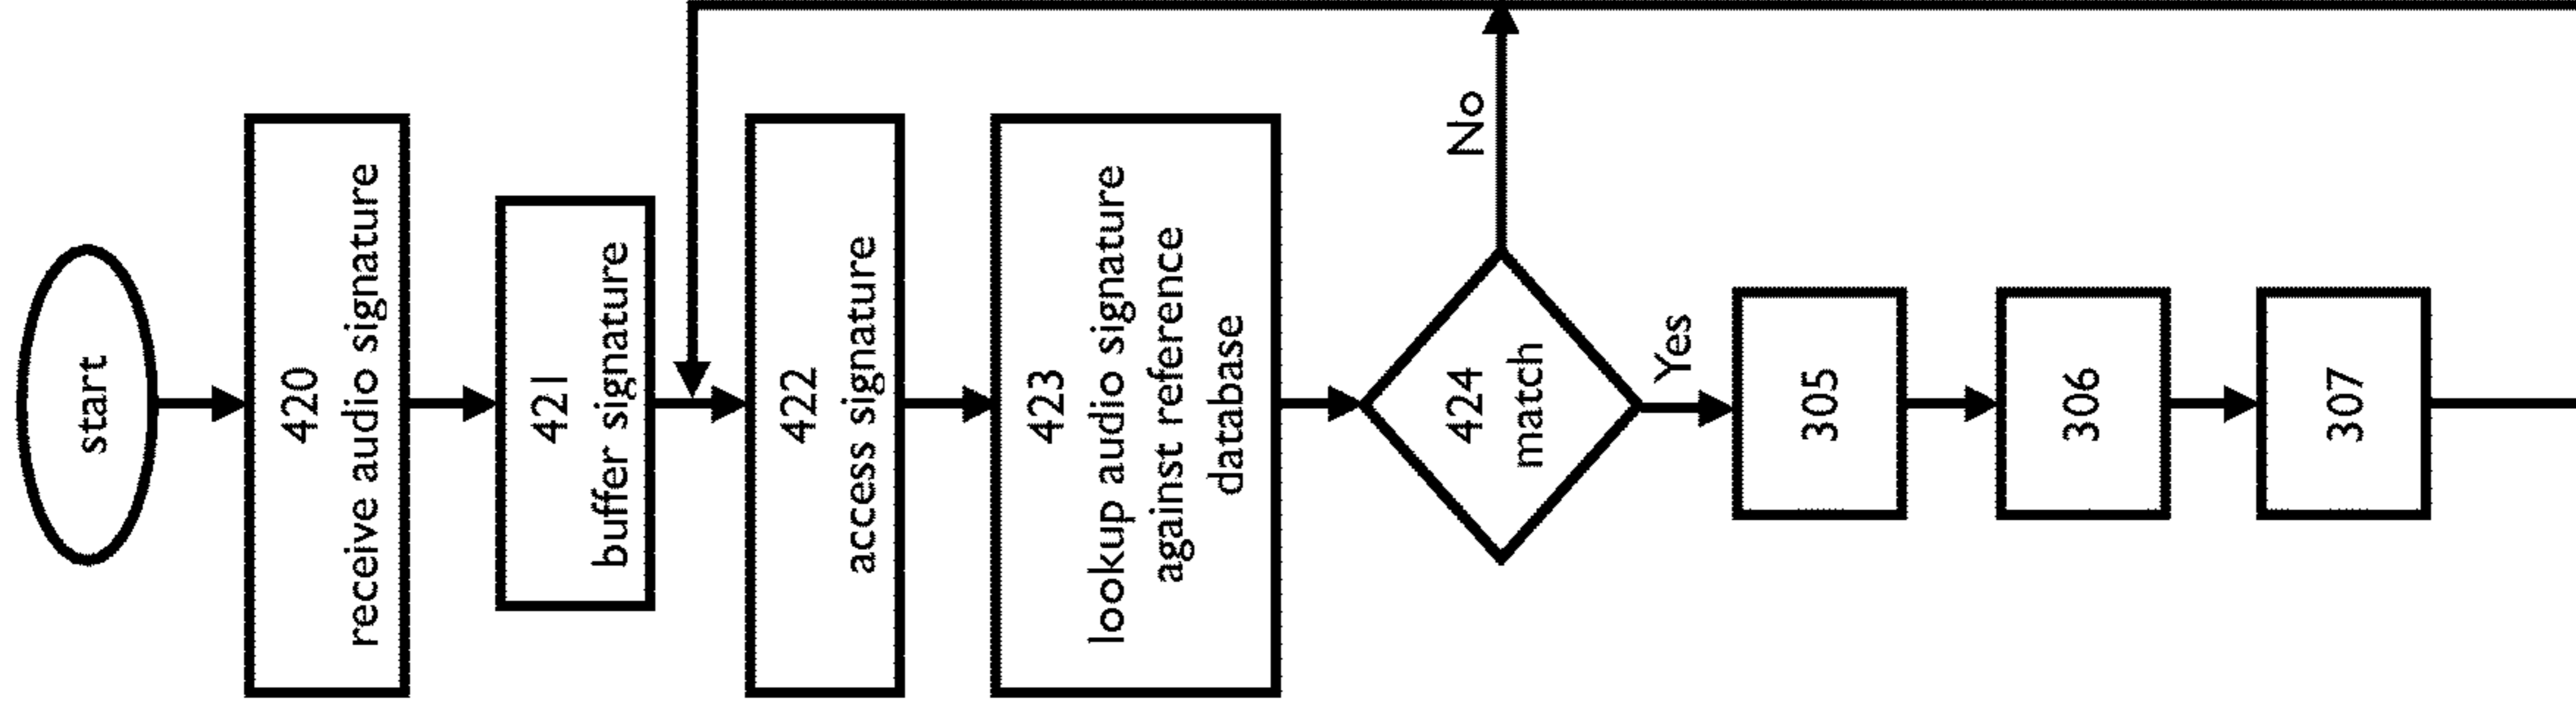 start
420
receive audio signature
421
buffer signature
422
access signature
423
lookup audio signature
against reference
database
424
match
No
Yes
305
306
307